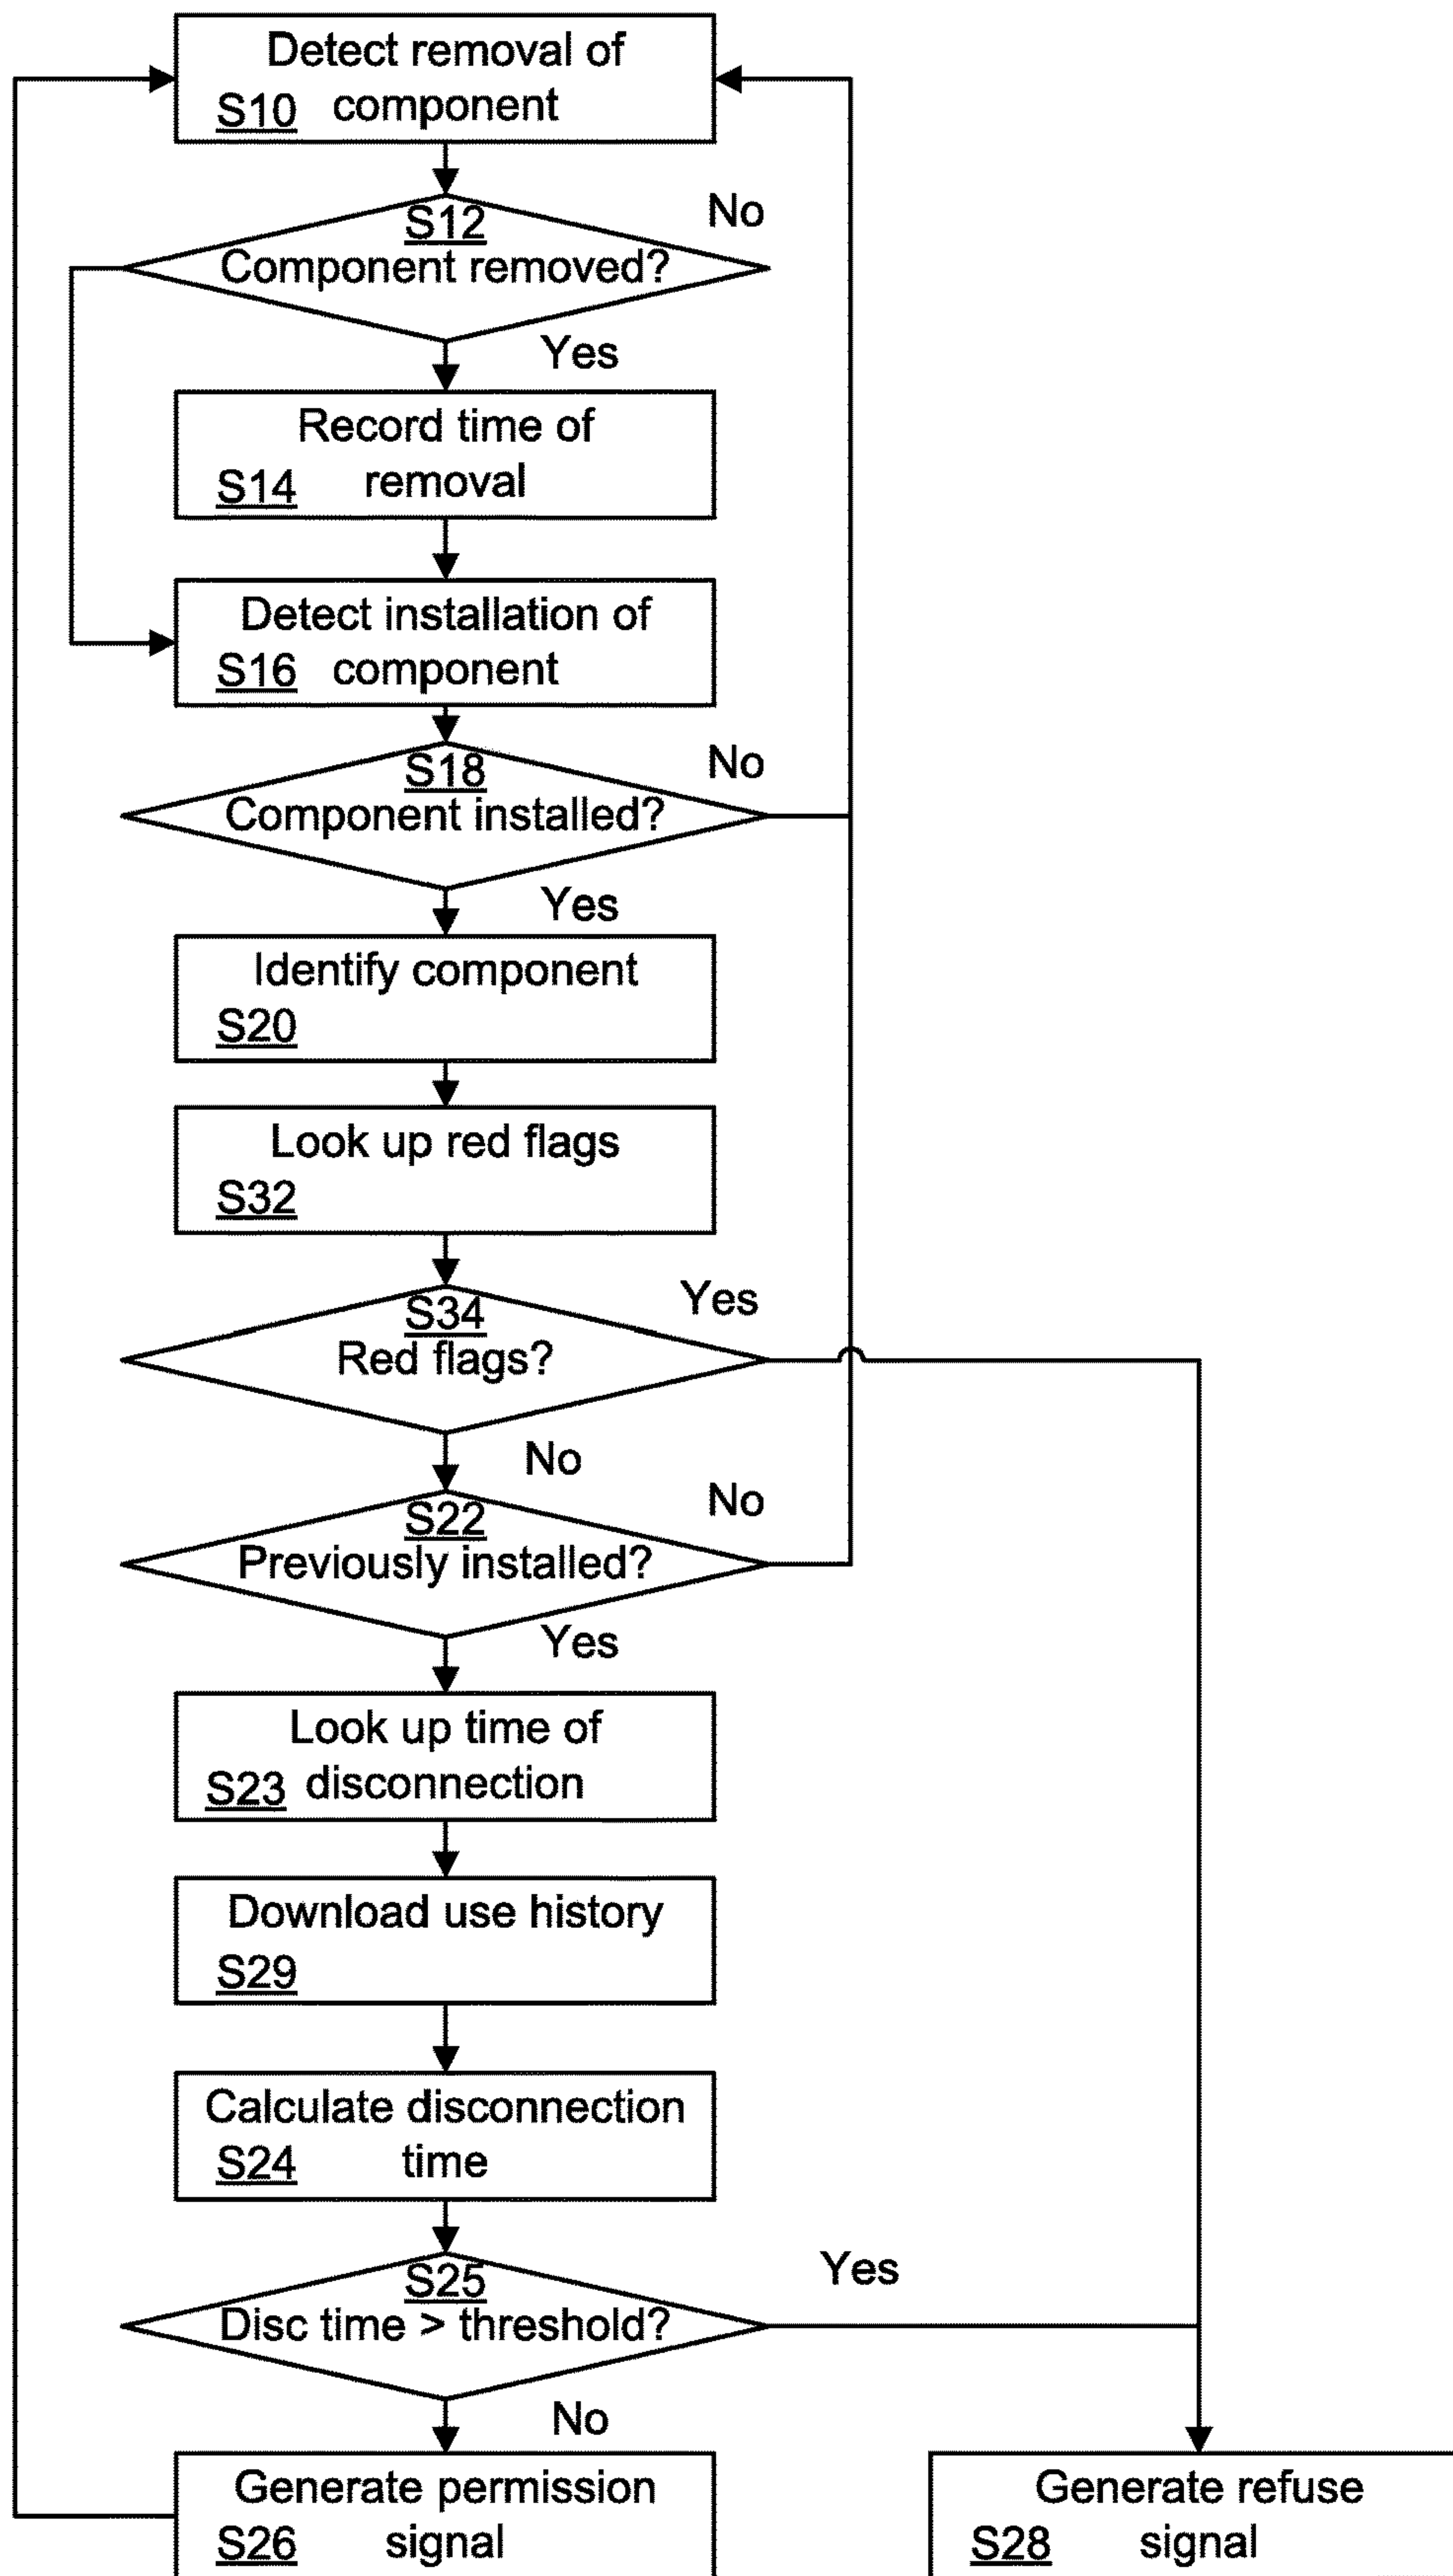 Detect removal of
S10 component
S12
No
Component removed?
Yes
Record time of
S14 removal
Detect installation of
S16 component
S18
No
Component installed?
Yes
Identify component
S20
Look up red flags
S32
Yes
S34
Red flags?
No
No
S22
Previously installed?
Yes
Look up time of
S23 disconnection
Download use history
S29
Calculate disconnection
S24 time
Yes
S25
Disc time > threshold?
No
Generate permission
S26 signal
Generate refuse
S28 signal